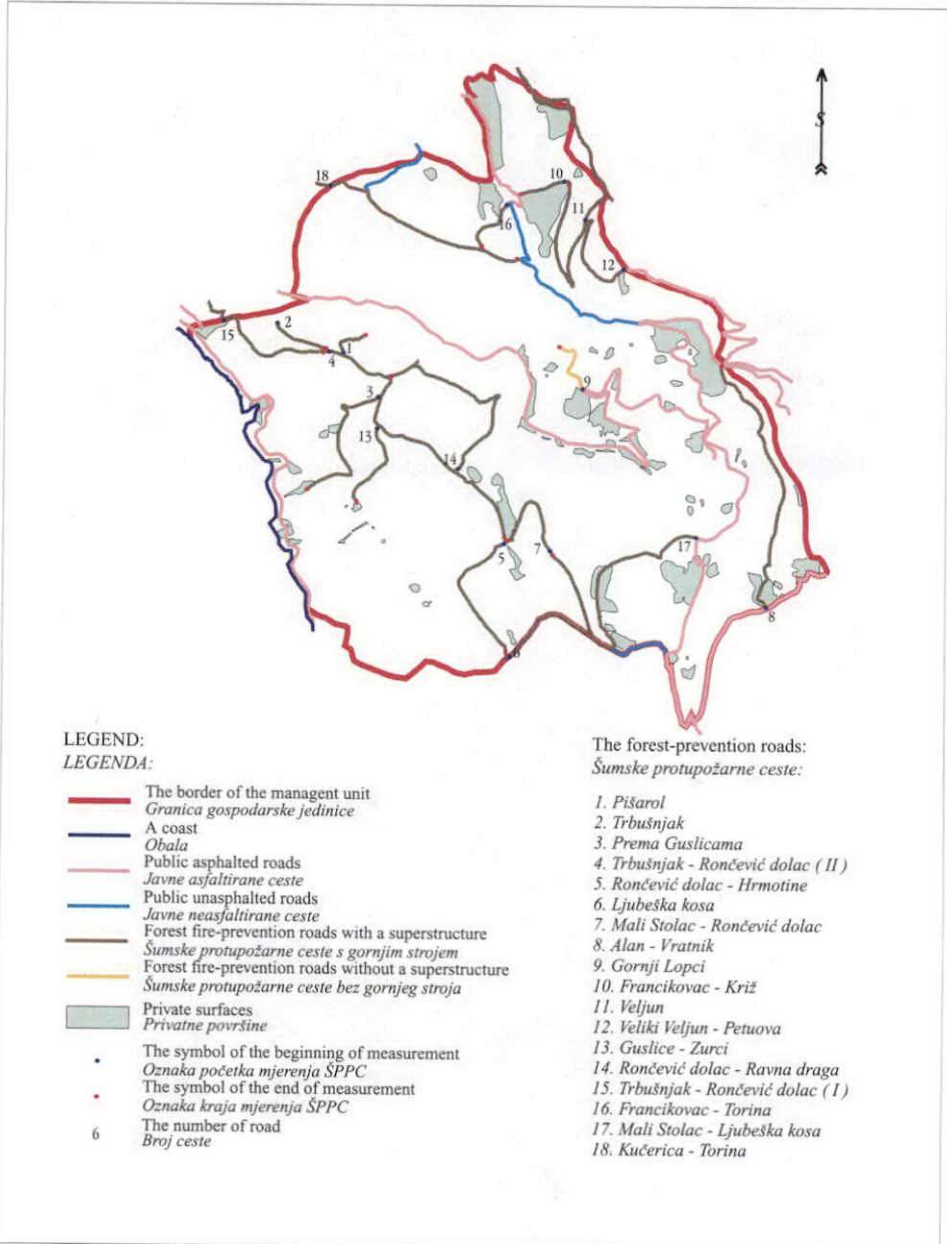 S
18
10
11
16
12
2
15
1
4
3
9
13
14
5
7
17
8
6
LEGEND:
LEGENDA:
The border of the managent unit
Granica gospodarske jedinice
A coast
Obala
Public asphalted roads
Javne asfaltirane ceste
Public unasphalted roads
Javne neasfaltirane ceste
Forest fire-prevention roads with a superstructure
Šumske protupožarne ceste s gornjim strojem
Forest fire-prevention roads without a superstructure
Šumske protupožarne ceste bez gornjeg stroja
Private surfaces
Privatne površine
The symbol of the beginning of measurement
Oznaka početka mjerenja ŠPPC
The symbol of the end of measurement
Oznaka kraja mjerenja ŠPPC
6
The number of road
Broj ceste
The forest-prevention roads:
Šumske protupožarne ceste:
1. Pišarol
2. Trbušnjak
3. Prema Guslicama
4. Trbušnjak - Rončević dolac ( II )
5. Rončević dolac - Hrmotine
6. Ljubeška kosa
7. Mali Stolac - Rončević dolac
8. Alan - Vratnik
9. Gornji Lopci
10. Francikovac - Križ
11. Veljun
12. Veliki Veljun - Petuova
13. Guslice - Zurci
14. Rončević dolac - Ravna draga
15. Trbušnjak - Rončević dolac ( I )
16. Francikovac - Torina
17. Mali Stolac - Ljubeška kosa
18. Kučerica - Torina